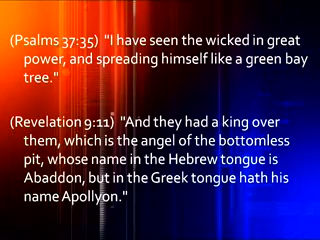 (Psalms 37:35)  "I have seen the wicked in great
power, and spreading himself like a green bay
tree."
(Revelation 9:11)  "And they had a king over
them, which is the angel of the bottomless
pit, whose name in the Hebrew tongue is
Abaddon, but in the Greek tongue hath his
name Apollyon."